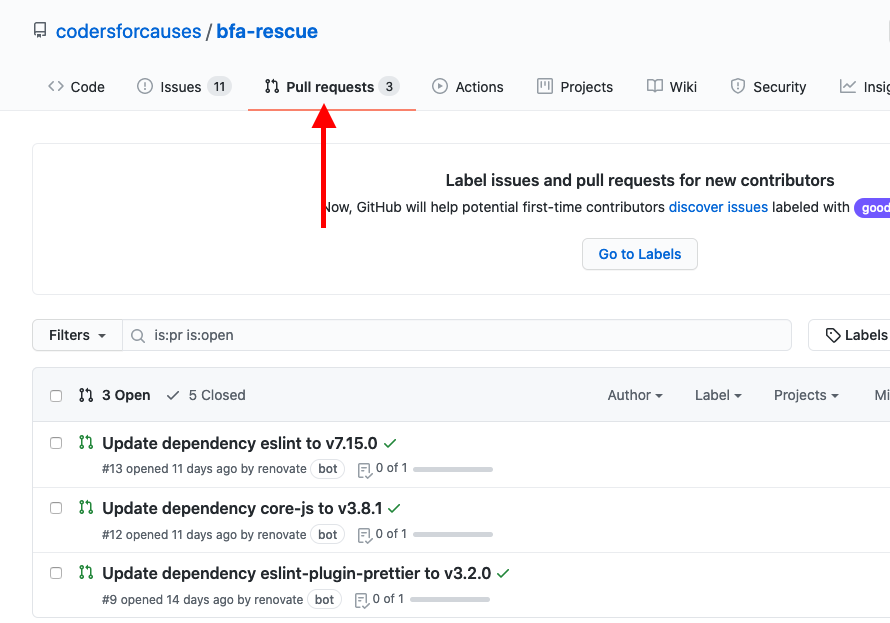 codersforcauses / bfa-rescue
Code Issues 11 Pull requests 3 Actions Projects Wiki Security
Label issues and pull requests for new contributors
Now, GitHub will help potential first-time contributors discover issues labeled with good
Go to Labels
Filters is:pr is:open Labels
3 Open 5 Closed Author Label Projects
Update dependency eslint to v7.15.0
#13 opened 11 days ago by renovate bot 0 of 1
Update dependency core-js to v3.8.1
#12 opened 11 days ago by renovate bot 0 of 1
Update dependency eslint-plugin-prettier to v3.2.0
#9 opened 14 days ago by renovate bot 0 of 1